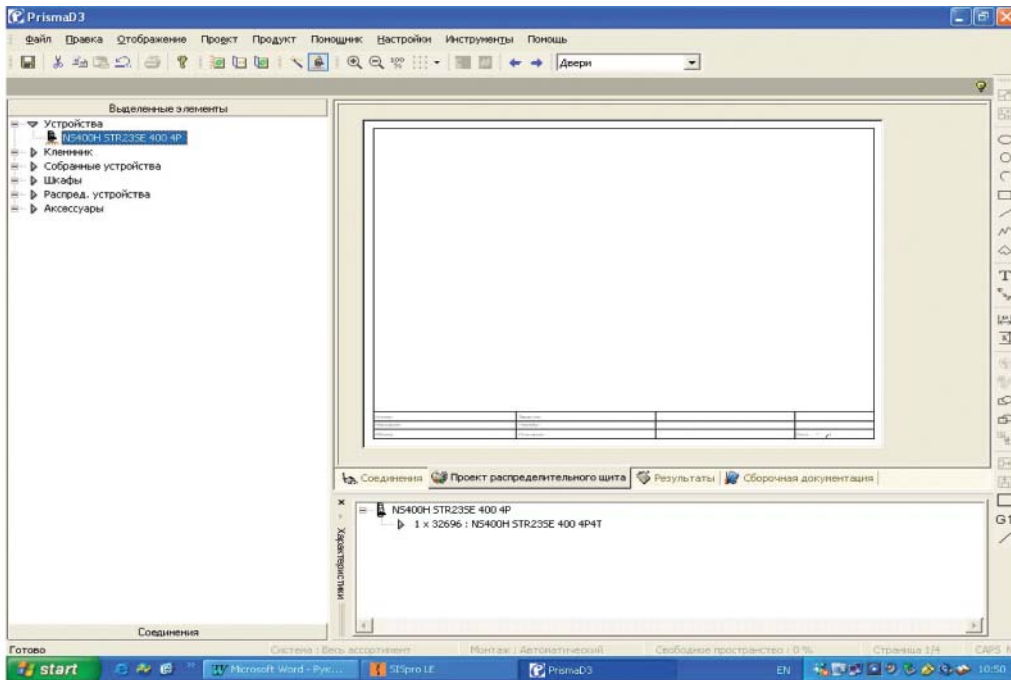 PrismaD3
Файл Правка Отображение Проект Продукт Помощник Настройки Инструменты Помощь
Двери
Выделенные элементы
Устройства
NS400H STR23SE 400 4P
Клеммник
Собранные устройства
Шкафы
Распред. устройства
Аксессуары
Соединения Проект распределительного щита Результаты Сборочная документация
Характеристики
NS400H STR23SE 400 4P
1 x 32696 : NS400H STR23SE 400 4P4T
T
G1
Соединения
Готово Система : Весь ассортимент Монтаж : Автоматический Свободное пространство : 0 % Страница 1/4 CAPS
start Microsoft Word - Рук... SISpro LE PrismaD3 EN 10:50